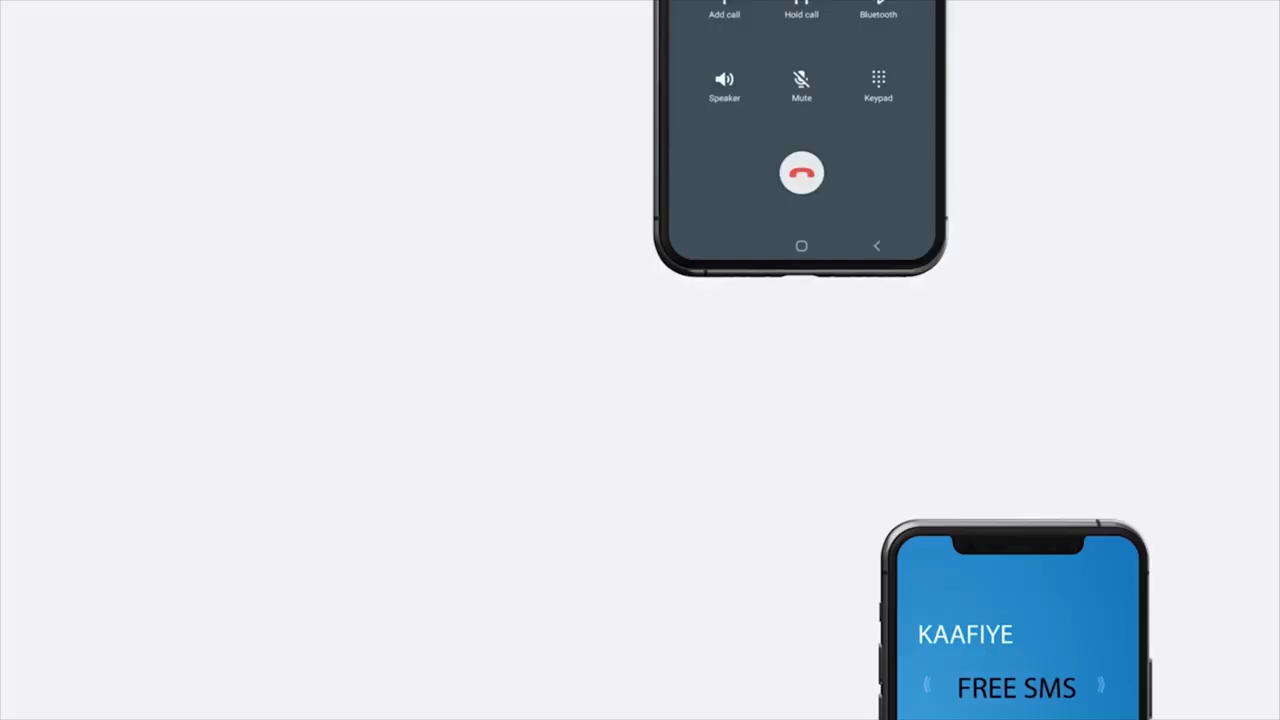 Add call Hold call Bluetooth
Speaker Mute Keypad
KAAFIYE
FREE SMS